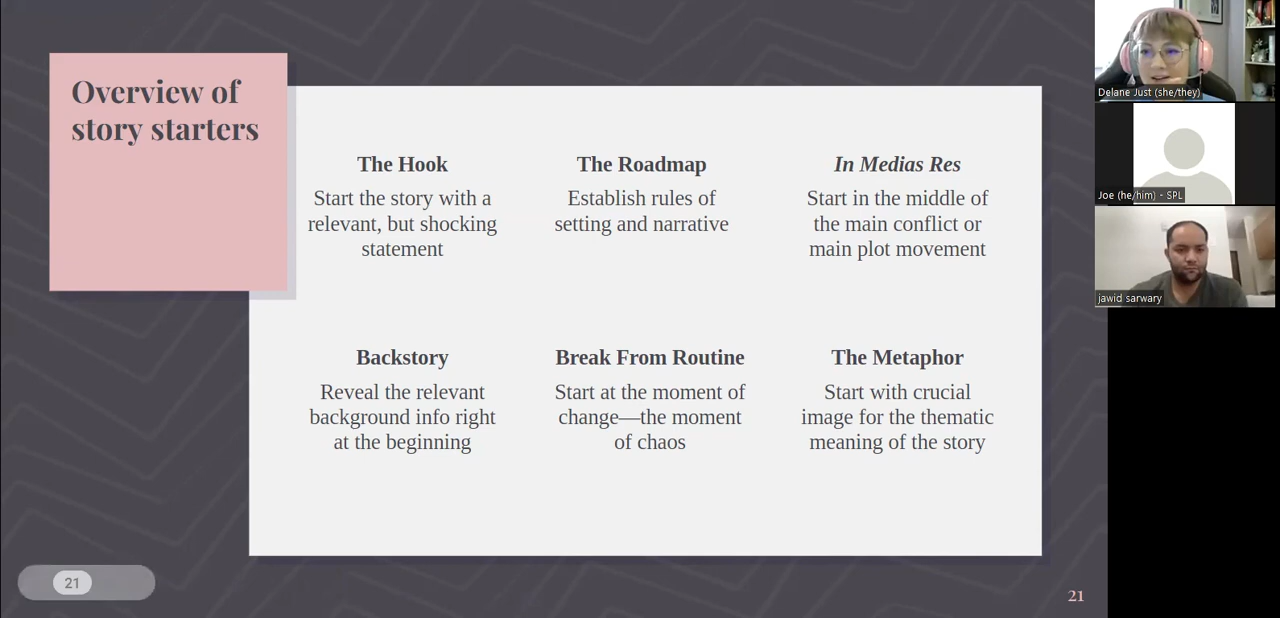 Overview of
story starters
The Hook
Start the story with a
relevant, but shocking
statement
The Roadmap
Establish rules of
setting and narrative
In Medias Res
Start in the middle of
the main conflict or
main plot movement
Backstory
Reveal the relevant
background info right
at the beginning
Break From Routine
Start at the moment of
change—the moment
of chaos
The Metaphor
Start with crucial
image for the thematic
meaning of the story
21
21
Delane Just (she/they)
Joe (he/him) - SPL
jawid sarwary